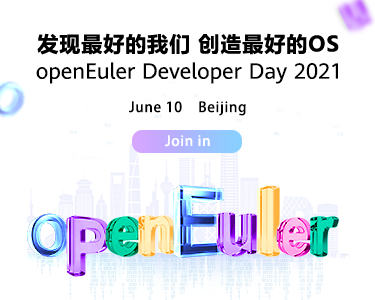 发现最好的我们 创造最好的OS
openEuler Developer Day 2021
June 10 Beijing
Join in
openEuler